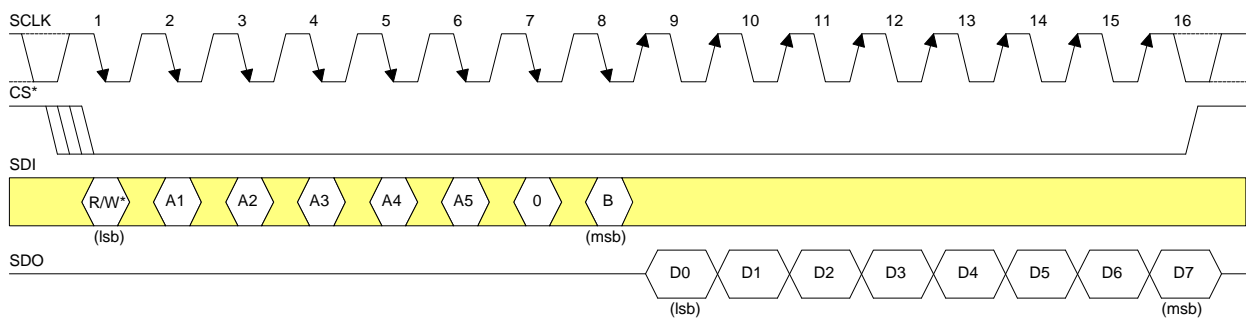 SCLK 1 2 3 4 5 6 7 8 9 10 11 12 13 14 15 16
CS*
SDI
R/W* A1 A2 A3 A4 A5 0 B
(lsb) (msb)
SDO
D0 D1 D2 D3 D4 D5 D6 D7
(lsb) (msb)